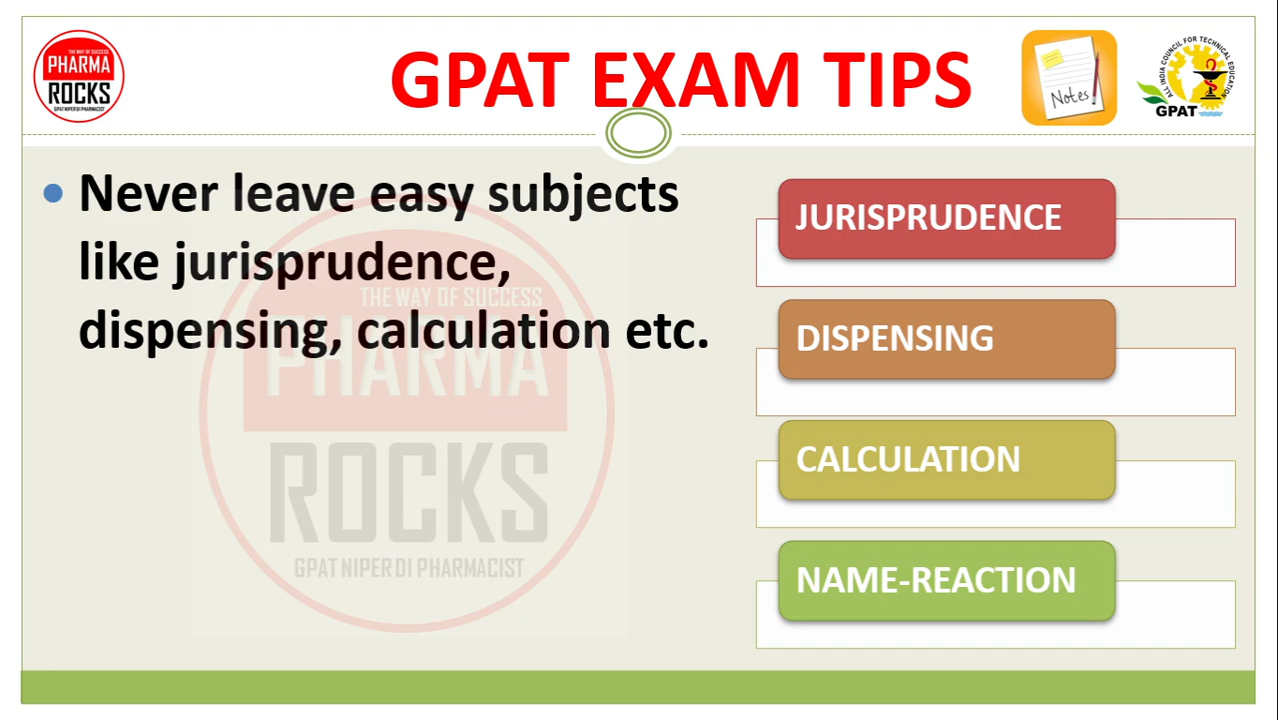 THE WAY OF SUCCESS
PHARMA
ROCKS
GPAT NIPER DI PHARMACIST
GPAT EXAM TIPS
Notes
ALL INDIA COUNCIL FOR TECHNICAL EDUCATION
GPAT
Never leave easy subjects
like jurisprudence,
dispensing, calculation etc.
THE WAY OF SUCCESS
PHARMA
ROCKS
GPAT NIPER DI PHARMACIST
JURISPRUDENCE
DISPENSING
CALCULATION
NAME-REACTION